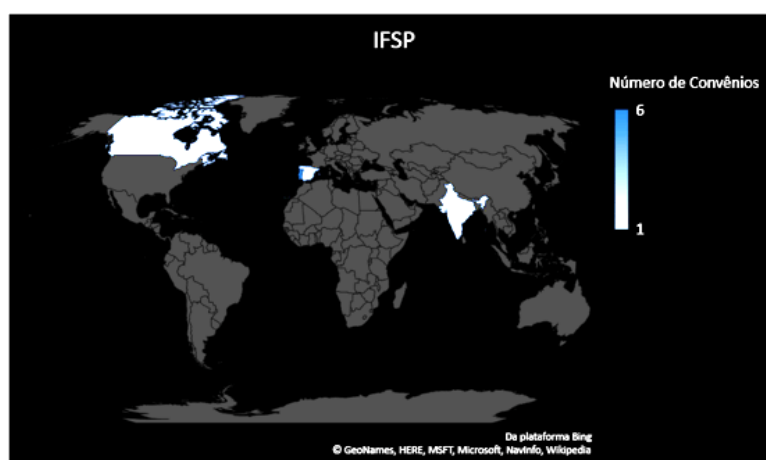 IFSP
Número de Convênios
6
1
Da plataforma Bing
© GeoNames, HERE, MSFT, Microsoft, NavInfo, Wikipedia